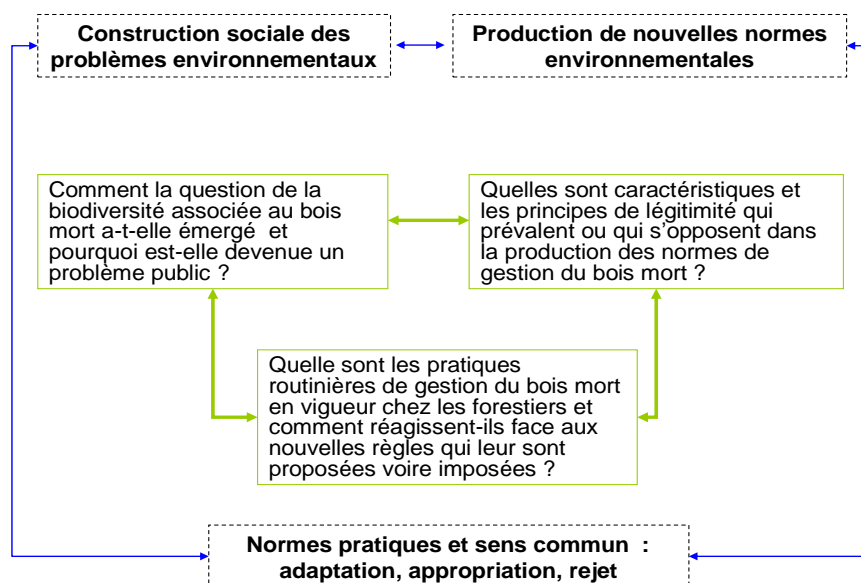 Construction sociale des
problèmes environnementaux
Production de nouvelles normes
environnementales
Comment la question de la
biodiversité associée au bois
mort a-t-elle émergé et
pourquoi est-elle devenue un
problème public ?
Quelles sont caractéristiques et
les principes de légitimité qui
prévalent ou qui s'opposent dans
la production des normes de
gestion du bois mort ?
Quelle sont les pratiques
routinières de gestion du bois mort
en vigueur chez les forestiers et
comment réagissent-ils face aux
nouvelles règles qui leur sont
proposées voire imposées ?
Normes pratiques et sens commun :
adaptation, appropriation, rejet